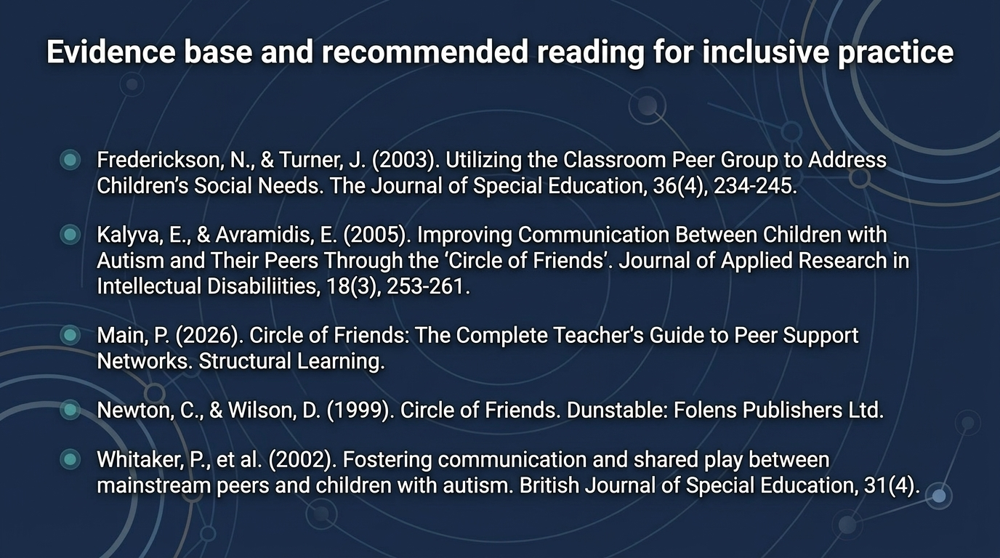 Evidence base and recommended reading for inclusive practice
Frederickson, N., & Turner, J. (2003). Utilizing the Classroom Peer Group to Address
Children’s Social Needs. The Journal of Special Education, 36(4), 234-245.
Kalyva, E., & Avramidis, E. (2005). Improving Communication Between Children with
Autism and Their Peers Through the ‘Circle of Friends’. Journal of Applied Research in
Intellectual Disabiliities, 18(3), 253-261.
Main, P. (2026). Circle of Friends: The Complete Teacher’s Guide to Peer Support
Networks. Structural Learning.
Newton, C., & Wilson, D. (1999). Circle of Friends. Dunstable: Folens Publishers Ltd.
Whitaker, P., et al. (2002). Fostering communication and shared play between
mainstream peers and children with autism. British Journal of Special Education, 31(4).